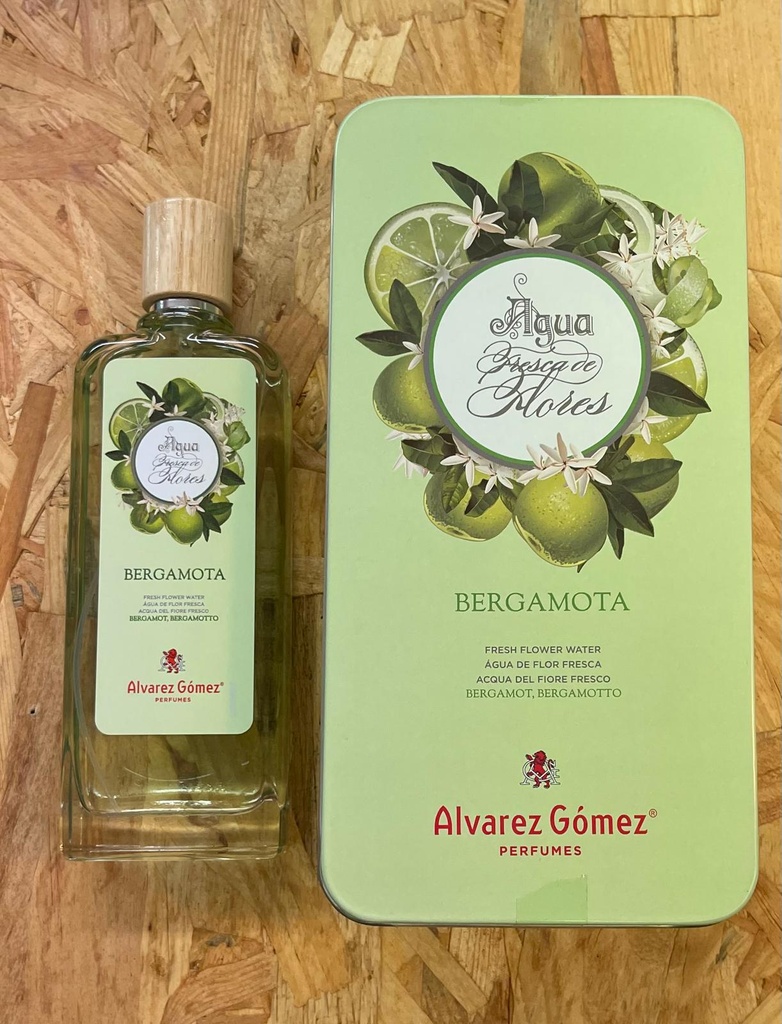 Agua
Fresca de
Flores
BERGAMOTA
FRESH FLOWER WATER
ÁGUA DE FLOR FRESCA
ACQUA DEL FIORE FRESCO
BERGAMOT, BERGAMOTTO
Alvarez Gómez®
PERFUMES
Agua
Fresca de
Flores
BERGAMOTA
FRESH FLOWER WATER
ÁGUA DE FLOR FRESCA
ACQUA DEL FIORE FRESCO
BERGAMOT, BERGAMOTTO
Alvarez Gómez®
PERFUMES